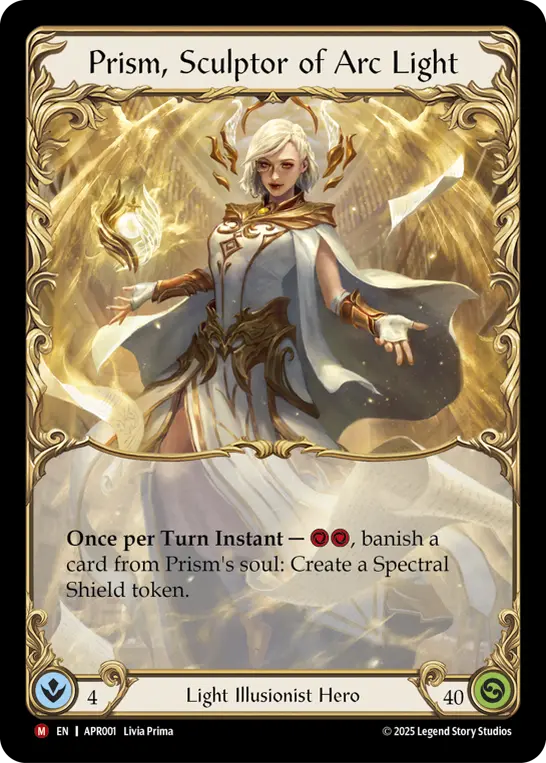 Prism, Sculptor of Arc Light
Once per Turn Instant — , banish a
card from Prism's soul: Create a Spectral
Shield token.
4
Light Illusionist Hero
40
M EN | APR001 Livia Prima
© 2025 Legend Story Studios